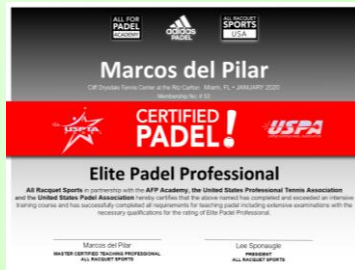 ALL FOR
PADEL
ACADEMY
adidas
PADEL
ALL RACQUET
SPORTS
USA
Marcos del Pilar
Cliff Drysdale Tennis Center at the Ritz Carlton Miami, FL • JANUARY 2020
Membership No. # 52
USPTA
CERTIFIED
PADEL!
USPA
Elite Padel Professional
All Racquet Sports in partnership with the AFP Academy, the United States Professional Tennis Association
and the United States Padel Association hereby certifies that the above named has completed and exceeded an intensive
training course and has successfully completed all requirements for teaching padel including extensive examinations with the
necessary qualifications for the rating of Elite Padel Professional.
Marcos del Pilar
MASTER CERTIFIED TEACHING PROFESSIONAL
ALL RACQUET SPORTS
Lee Sponaugle
PRESIDENT
ALL RACQUET SPORTS